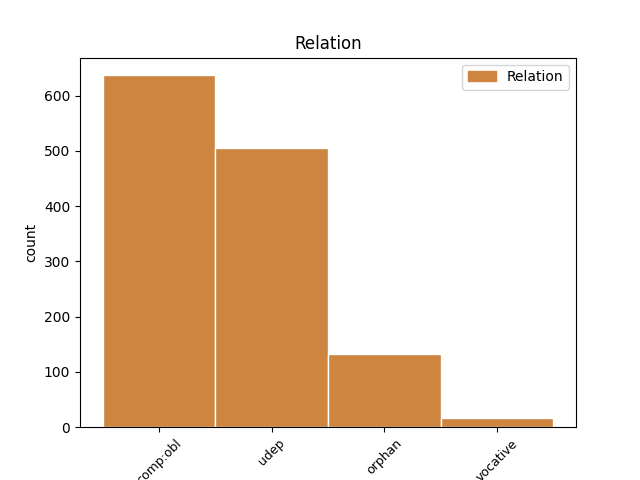 Relation
Relation
count
600
500
400
300
200
100
0
comp:obl
udep
orphan
vocative